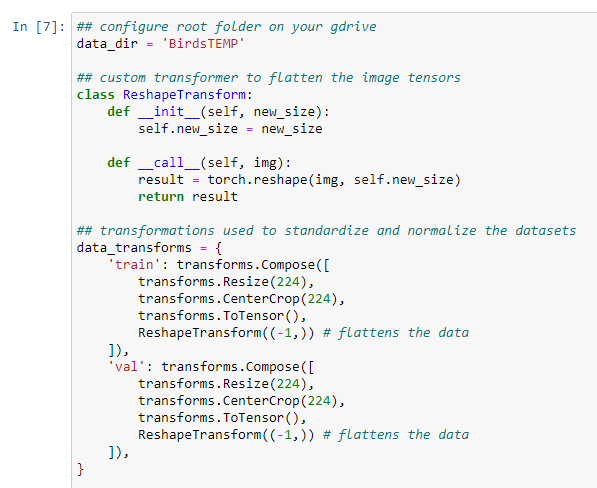 In [7]: ## configure root folder on your gdrive
data_dir = 'BirdsTEMP'

## custom transformer to flatten the image tensors
class ReshapeTransform:
    def __init__(self, new_size):
        self.new_size = new_size

    def __call__(self, img):
        result = torch.reshape(img, self.new_size)
        return result

## transformations used to standardize and normalize the datasets
data_transforms = {
    'train': transforms.Compose([
        transforms.Resize(224),
        transforms.CenterCrop(224),
        transforms.ToTensor(),
        ReshapeTransform((-1,)) # flattens the data
    ]),
    'val': transforms.Compose([
        transforms.Resize(224),
        transforms.CenterCrop(224),
        transforms.ToTensor(),
        ReshapeTransform((-1,)) # flattens the data
    ]),
}